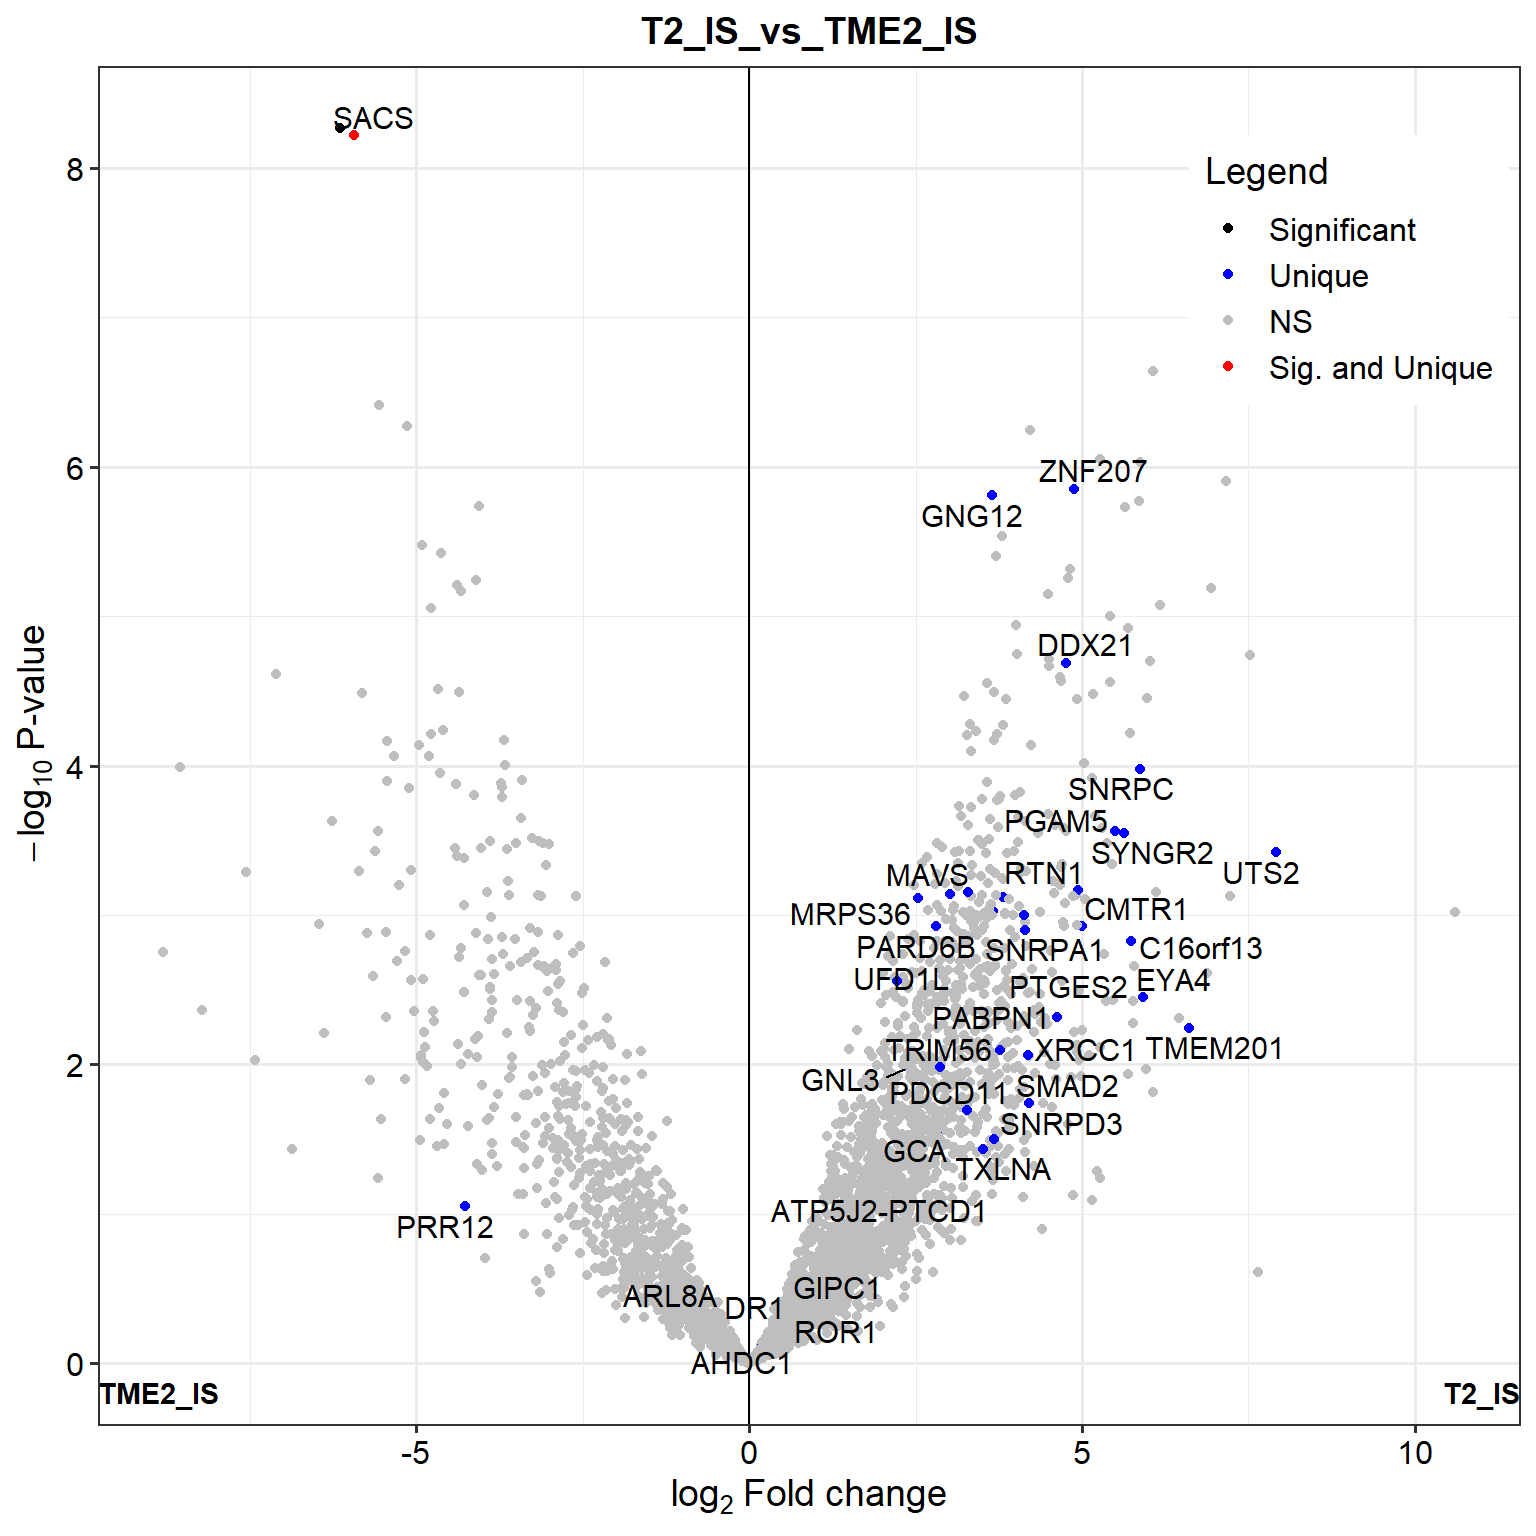 T2_IS_vs_TME2_IS
SACS
8
Legend
Significant
Unique
NS
Sig. and Unique
6
ZNF207
GNG12
DDX21
−log10 P-value
4
SNRPC
PGAM5
SYNGR2
UTS2
MAVS
RTN1
MRPS36
CMTR1
PARD6B
SNRPA1
C16orf13
UFD1L
PTGES2
EYA4
PABPN1
2
TRIM56
XRCC1
TMEM201
GNL3
PDCD11
SMAD2
SNRPD3
GCA
TXLNA
ATP5J2-PTCD1
PRR12
ARL8A
DR1
GIPC1
ROR1
0
AHDC1
TME2_IS
T2_IS
-5
0
5
10
log2 Fold change